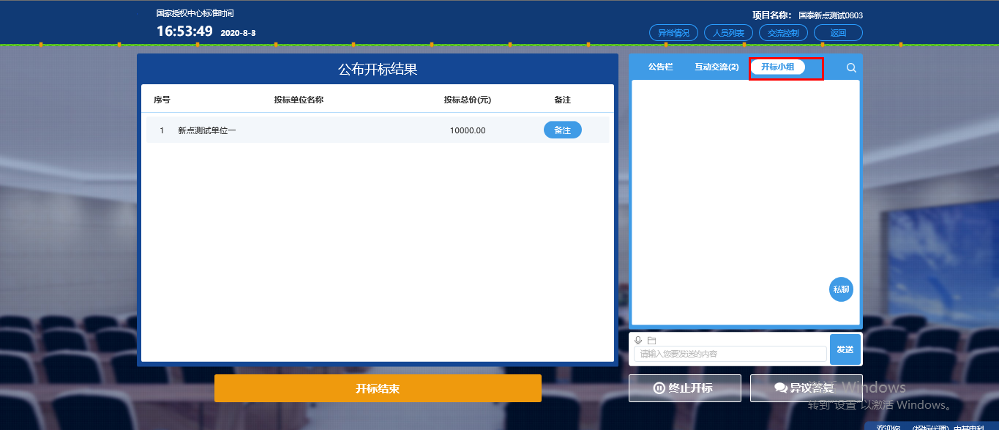 国家授权中心标准时间
16:53:49 2020-8-3
项目名称： 国泰新点测试0803
异常情况 人员列表 交流控制 返回
公布开标结果
序号 投标单位名称 投标总价(元) 备注
1 新点测试单位一 10000.00 备注
公告栏 互动交流(2) 开标小组
私聊
请输入您要发送的内容
发送
开标结束
终止开标 异议答复
激活 Windows
转到"设置"以激活 Windows。
欢迎您，(招标代理)